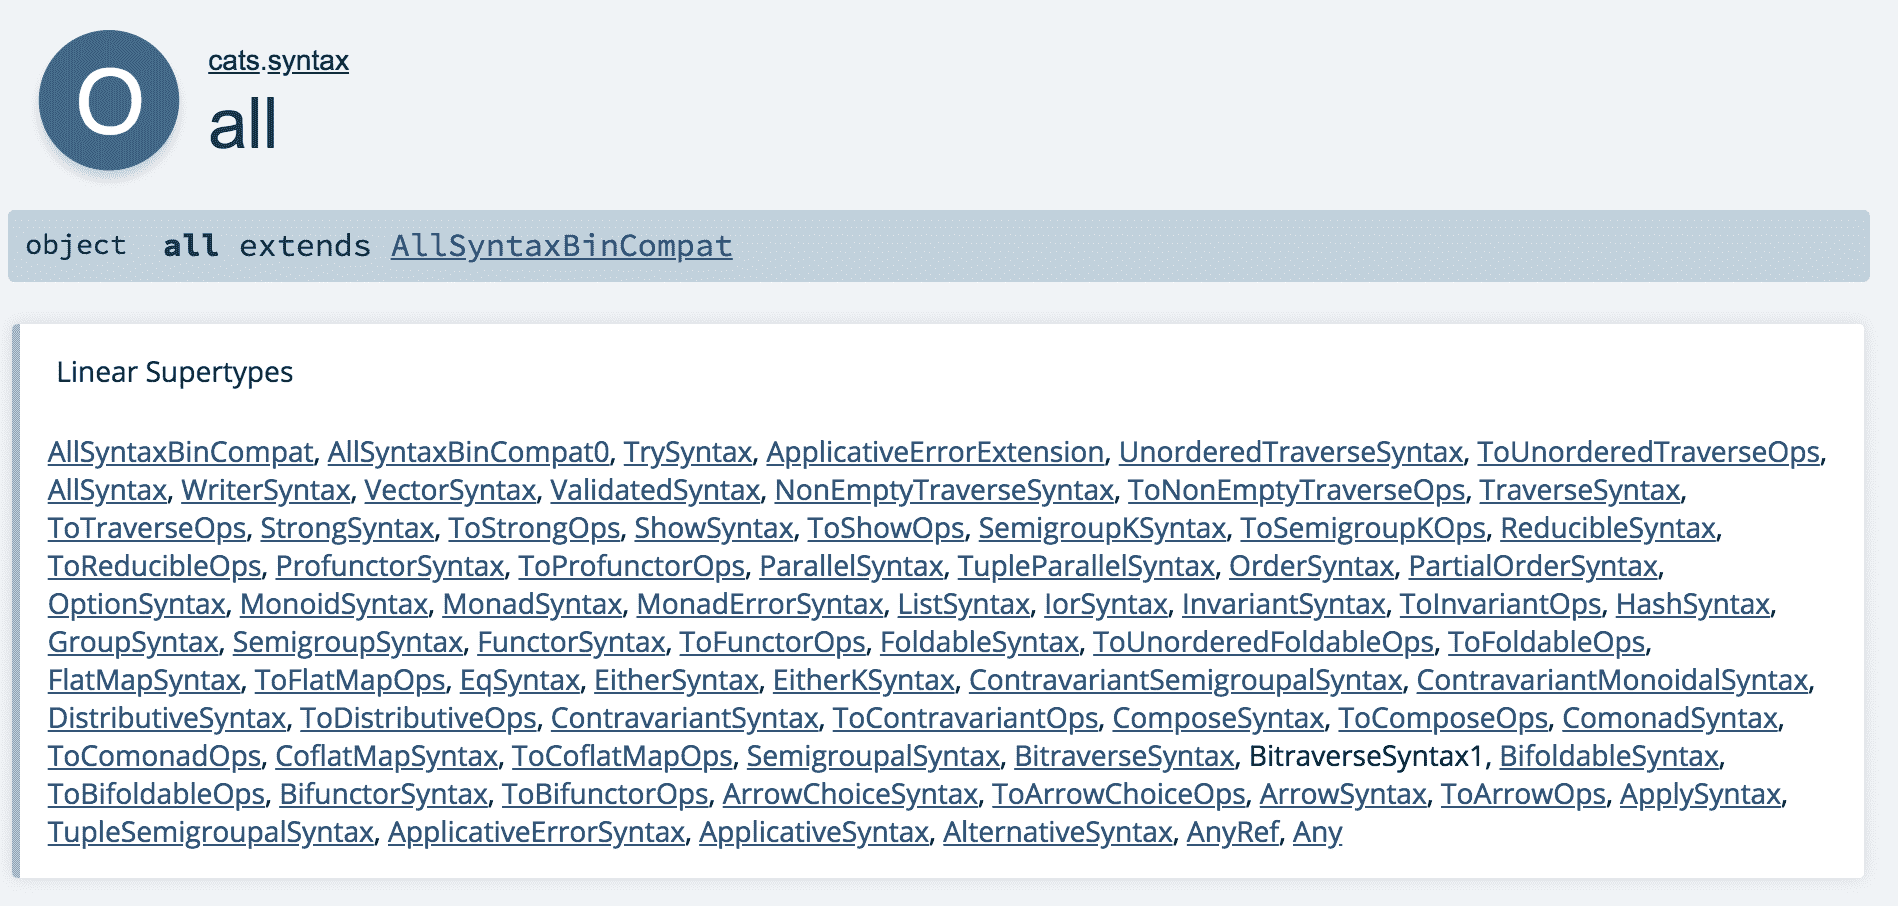 O
cats.syntax
all
object all extends AllSyntaxBinCompat
Linear Supertypes
AllSyntaxBinCompat, AllSyntaxBinCompat0, TrySyntax, ApplicativeErrorExtension, UnorderedTraverseSyntax, ToUnorderedTraverseOps,
AllSyntax, WriterSyntax, VectorSyntax, ValidatedSyntax, NonEmptyTraverseSyntax, ToNonEmptyTraverseOps, TraverseSyntax,
ToTraverseOps, StrongSyntax, ToStrongOps, ShowSyntax, ToShowOps, SemigroupKSyntax, ToSemigroupKOps, ReducibleSyntax,
ToReducibleOps, ProfunctorSyntax, ToProfunctorOps, ParallelSyntax, TupleParallelSyntax, OrderSyntax, PartialOrderSyntax,
OptionSyntax, MonoidSyntax, MonadSyntax, MonadErrorSyntax, ListSyntax, IorSyntax, InvariantSyntax, ToInvariantOps, HashSyntax,
GroupSyntax, SemigroupSyntax, FunctorSyntax, ToFunctorOps, FoldableSyntax, ToUnorderedFoldableOps, ToFoldableOps,
FlatMapSyntax, ToFlatMapOps, EqSyntax, EitherSyntax, EitherKSyntax, ContravariantSemigroupalSyntax, ContravariantMonoidalSyntax,
DistributiveSyntax, ToDistributiveOps, ContravariantSyntax, ToContravariantOps, ComposeSyntax, ToComposeOps, ComonadSyntax,
ToComonadOps, CoflatMapSyntax, ToCoflatMapOps, SemigroupalSyntax, BitraverseSyntax, BitraverseSyntax1, BifoldableSyntax,
ToBifoldableOps, BifunctorSyntax, ToBifunctorOps, ArrowChoiceSyntax, ToArrowChoiceOps, ArrowSyntax, ToArrowOps, ApplySyntax,
TupleSemigroupalSyntax, ApplicativeErrorSyntax, ApplicativeSyntax, AlternativeSyntax, AnyRef, Any